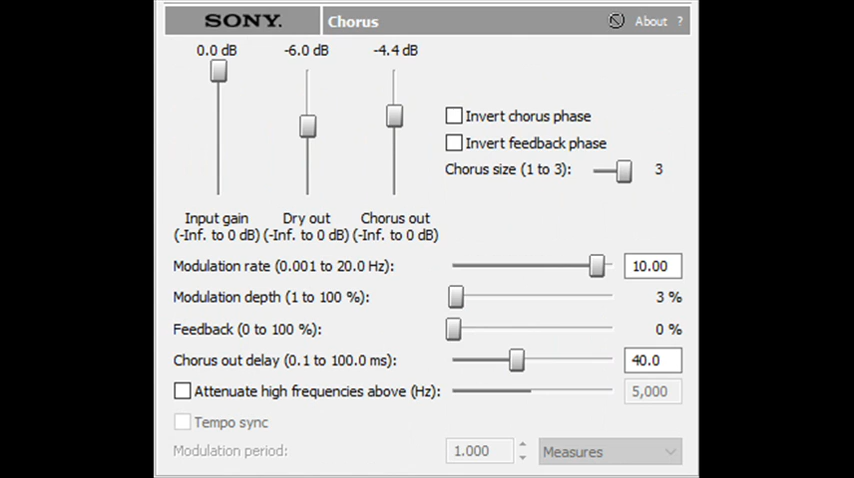 SONY. Chorus About ?
0.0 dB -6.0 dB -4.4 dB
Invert chorus phase
Invert feedback phase
Chorus size (1 to 3): 3
Input gain Dry out Chorus out
(-Inf. to 0 dB) (-Inf. to 0 dB) (-Inf. to 0 dB)
Modulation rate (0.001 to 20.0 Hz): 10.00
Modulation depth (1 to 100 %): 3 %
Feedback (0 to 100 %): 0 %
Chorus out delay (0.1 to 100.0 ms): 40.0
Attenuate high frequencies above (Hz): 5,000
Tempo sync
Modulation period: 1.000 Measures